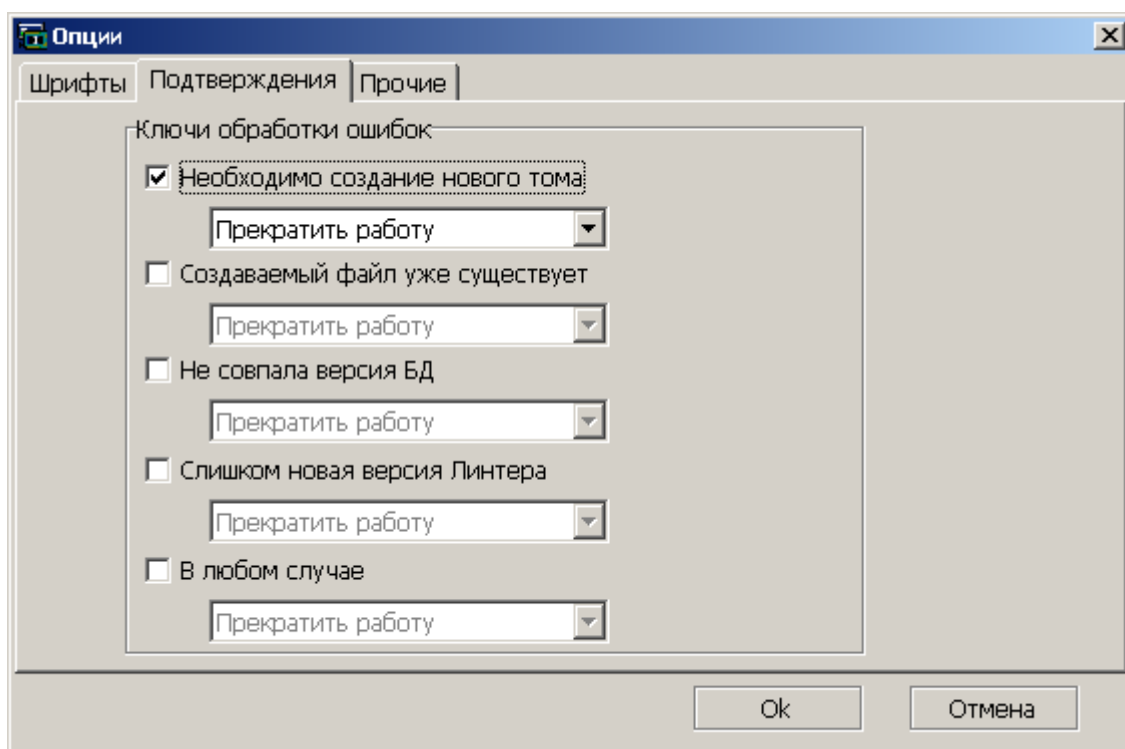 Опции
Шрифты Подтверждения Прочие
Ключи обработки ошибок
Необходимо создание нового тома
Прекратить работу
Создаваемый файл уже существует
Прекратить работу
Не совпала версия БД
Прекратить работу
Слишком новая версия Линтера
Прекратить работу
В любом случае
Прекратить работу
Ok Отмена